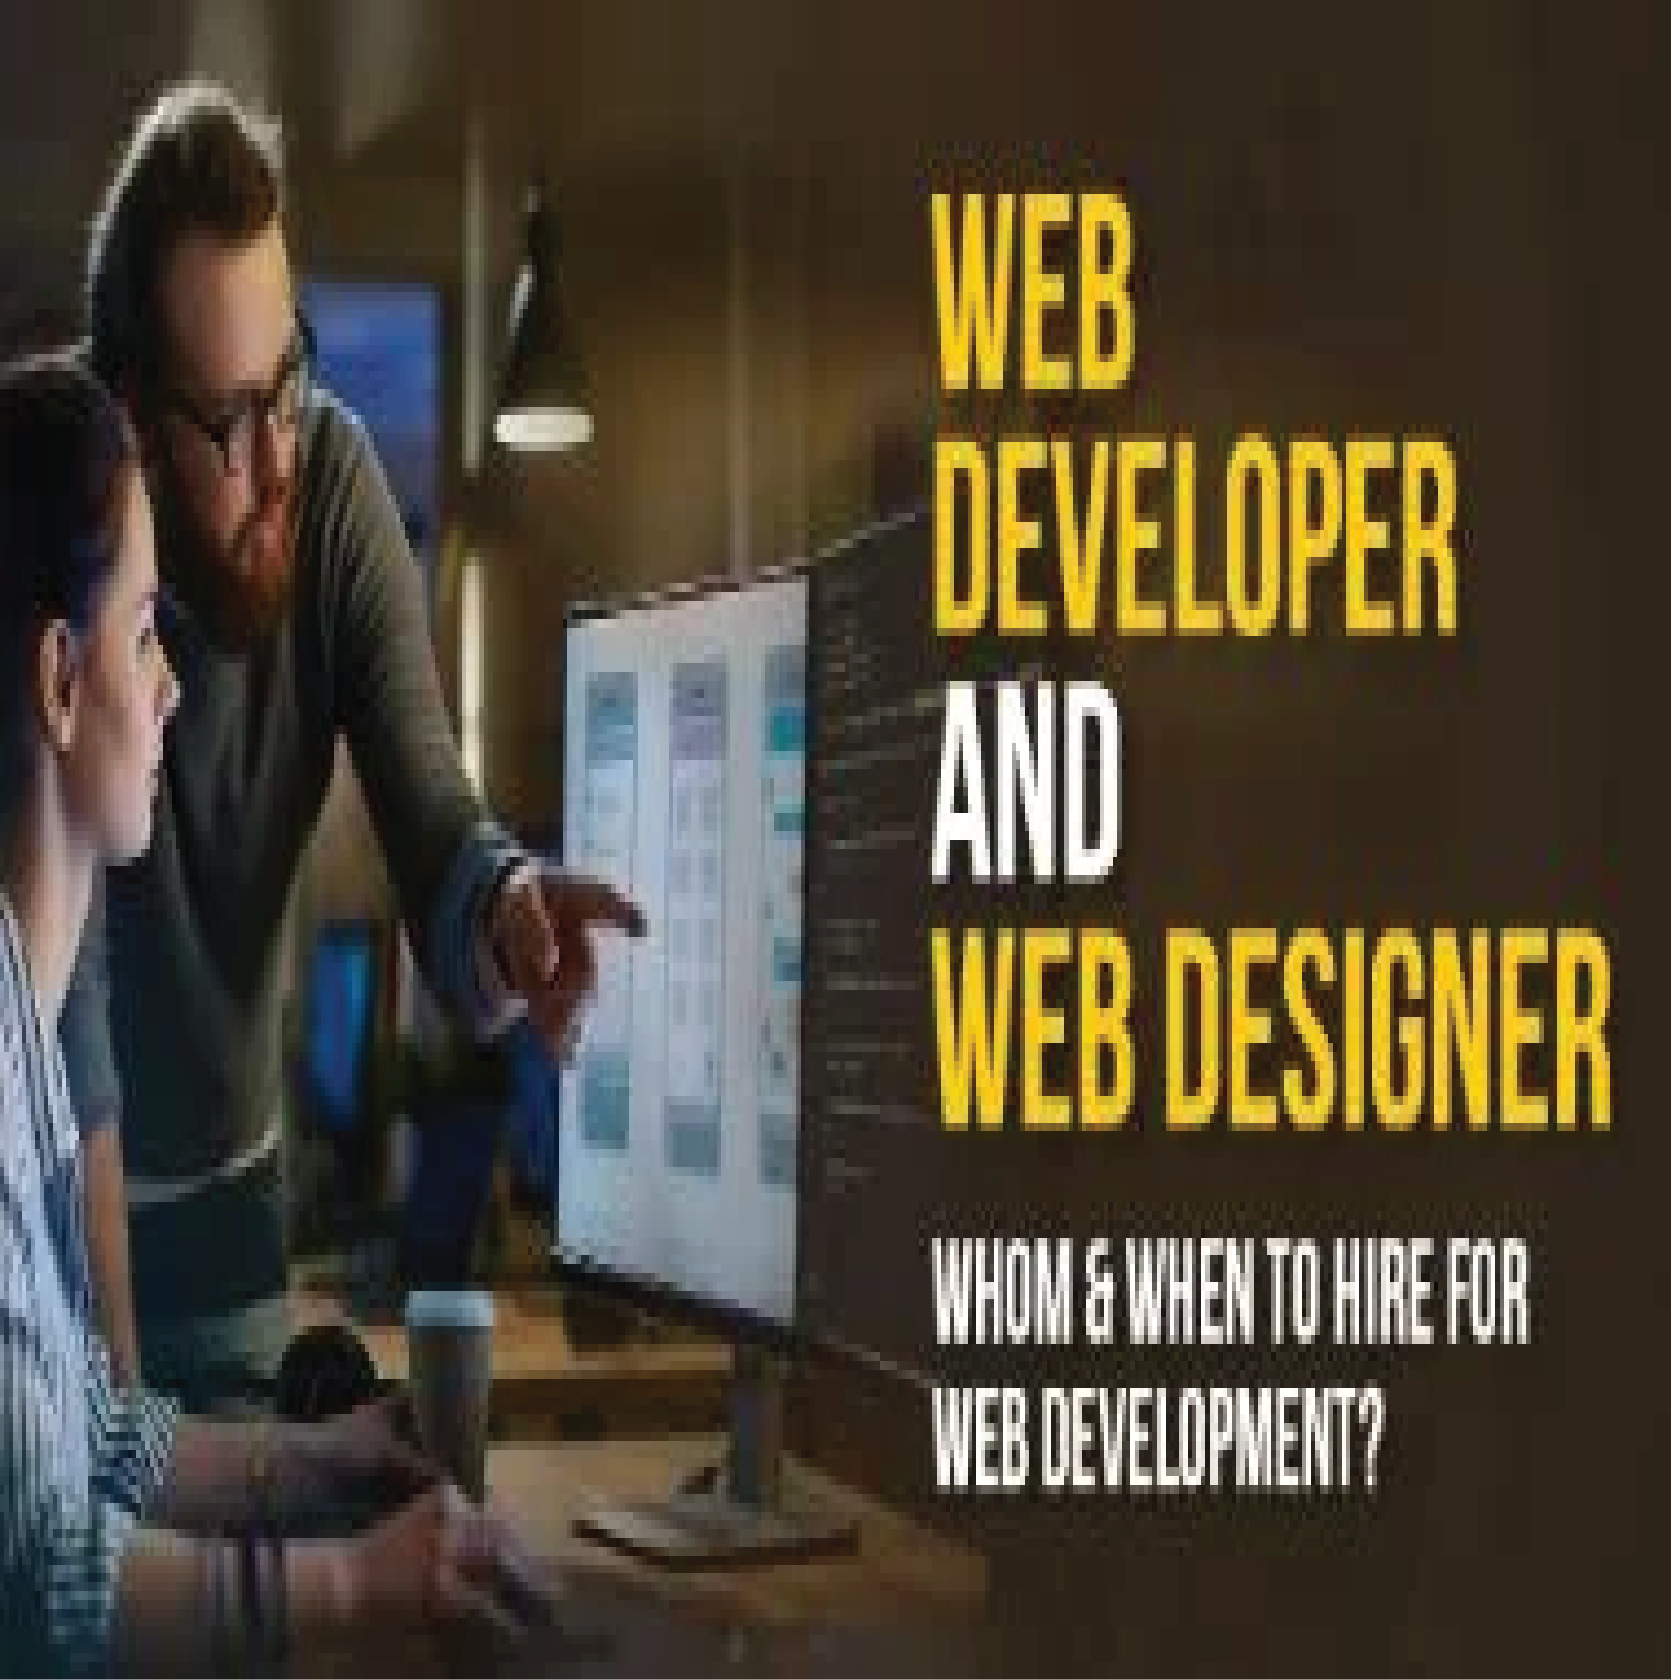 WEB
DEVELOPER
AND
WEB DESIGNER
WHOM & WHEN TO HIRE FOR
WEB DEVELOPMENT?